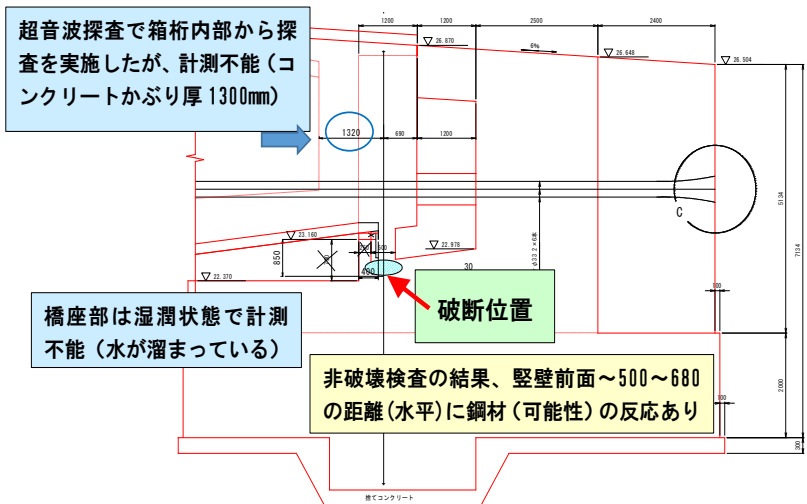 超音波探査で箱桁内部から探
査を実施したが、計測不能（コ
ンクリートかぶり厚1300mm）
1200
1200
2500
2400
26.870
6%
26.648
26.504
1320
690
1200
C
5134
7134
23.160
500
22.978
850
400
30
22.370
破断位置
100
橋座部は湿潤状態で計測
不能（水が溜まっている）
非破壊検査の結果、竪壁前面～500～680
の距離(水平)に鋼材(可能性)の反応あり
2000
100
300
捨てコンクリート